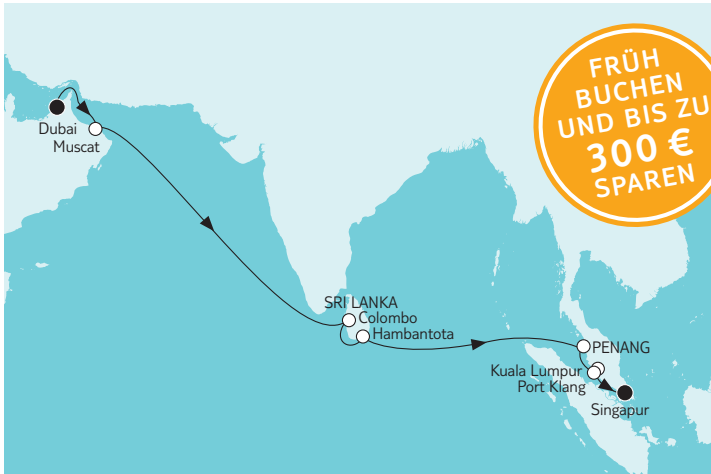 FRÜH
BUCHEN
UND BIS ZU
300 €
SPAREN
Dubai
Muscat
SRI LANKA
Colombo
Hambantota
PENANG
Kuala Lumpur
Port Klang
Singapur